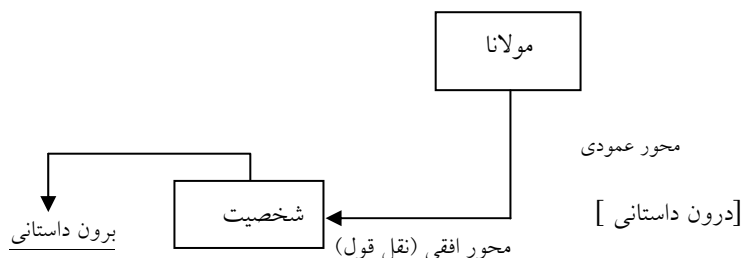 مولانا
محور عمودی
[درون داستانی ]
شخصیت
برون داستانی
محور افقی (نقل قول)